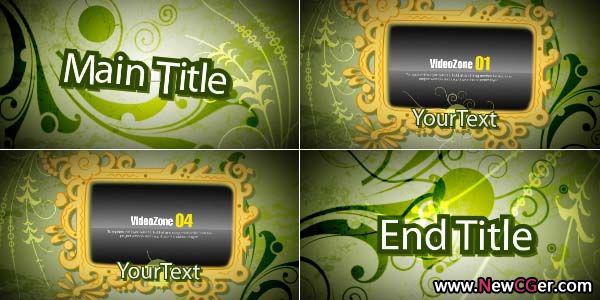 Main Title
VideoZone 01
YourText
VideoZone 04
YourText
End Title
www.NewCGer.com